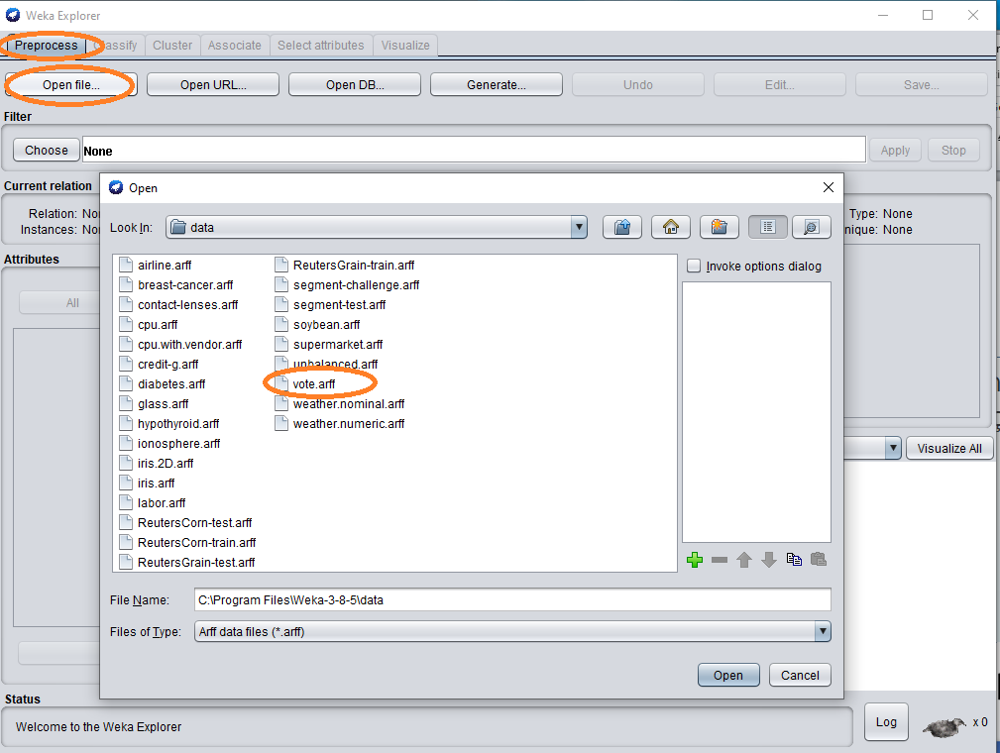 Weka Explorer
Preprocess Classify Cluster Associate Select attributes Visualize
Open file... Open URL... Open DB... Generate... Undo Edit... Save...
Filter
Choose None Apply Stop
Current relation
Open
Relation: Non
Type: None
Instances: Non
nique: None
Look In: data
Attributes
All
airline.arff
breast-cancer.arff
contact-lenses.arff
cpu.arff
cpu.with.vendor.arff
credit-g.arff
diabetes.arff
glass.arff
hypothyroid.arff
ionosphere.arff
iris.2D.arff
iris.arff
labor.arff
ReutersCorn-test.arff
ReutersCorn-train.arff
ReutersGrain-test.arff
ReutersGrain-train.arff
segment-challenge.arff
segment-test.arff
soybean.arff
supermarket.arff
unbalanced.arff
vote.arff
weather.nominal.arff
weather.numeric.arff
Invoke options dialog
Visualize All
File Name: C:\Program Files\Weka-3-8-5\data
Files of Type: Arff data files (*.arff)
Open Cancel
Status
Welcome to the Weka Explorer
Log x 0